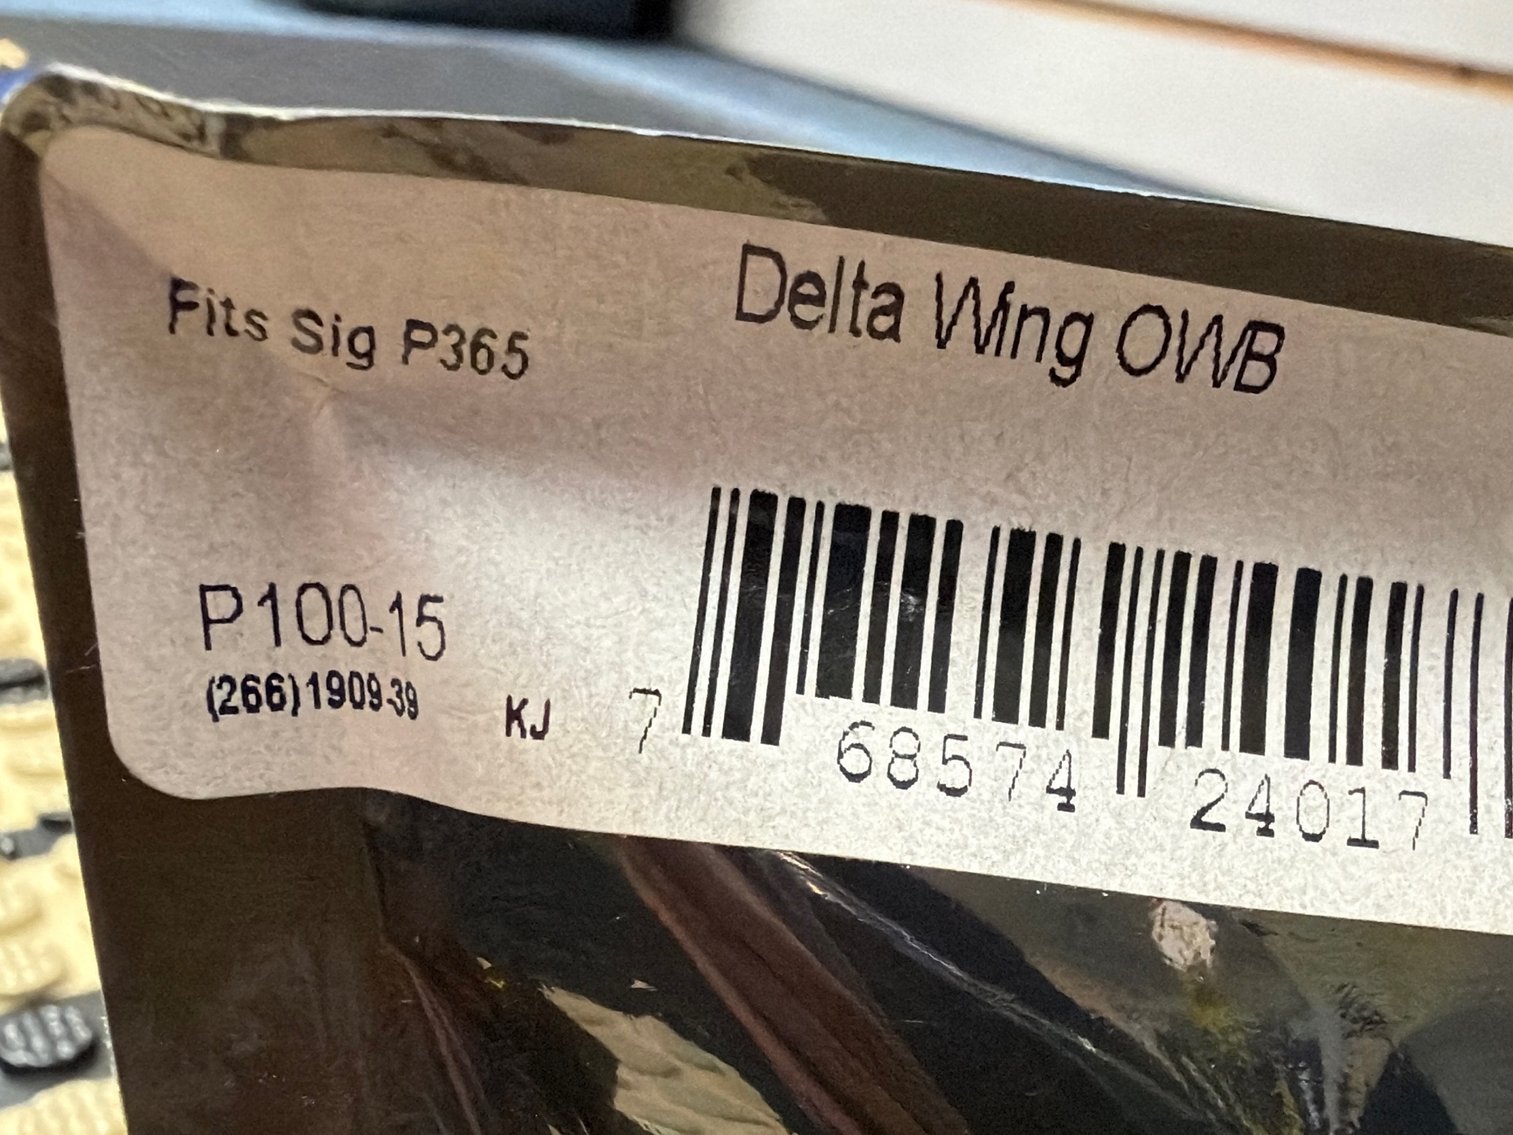 Fits Sig P365
Delta Wing OWB
P100-15
(266)1909-39
KJ
7 68574 24017